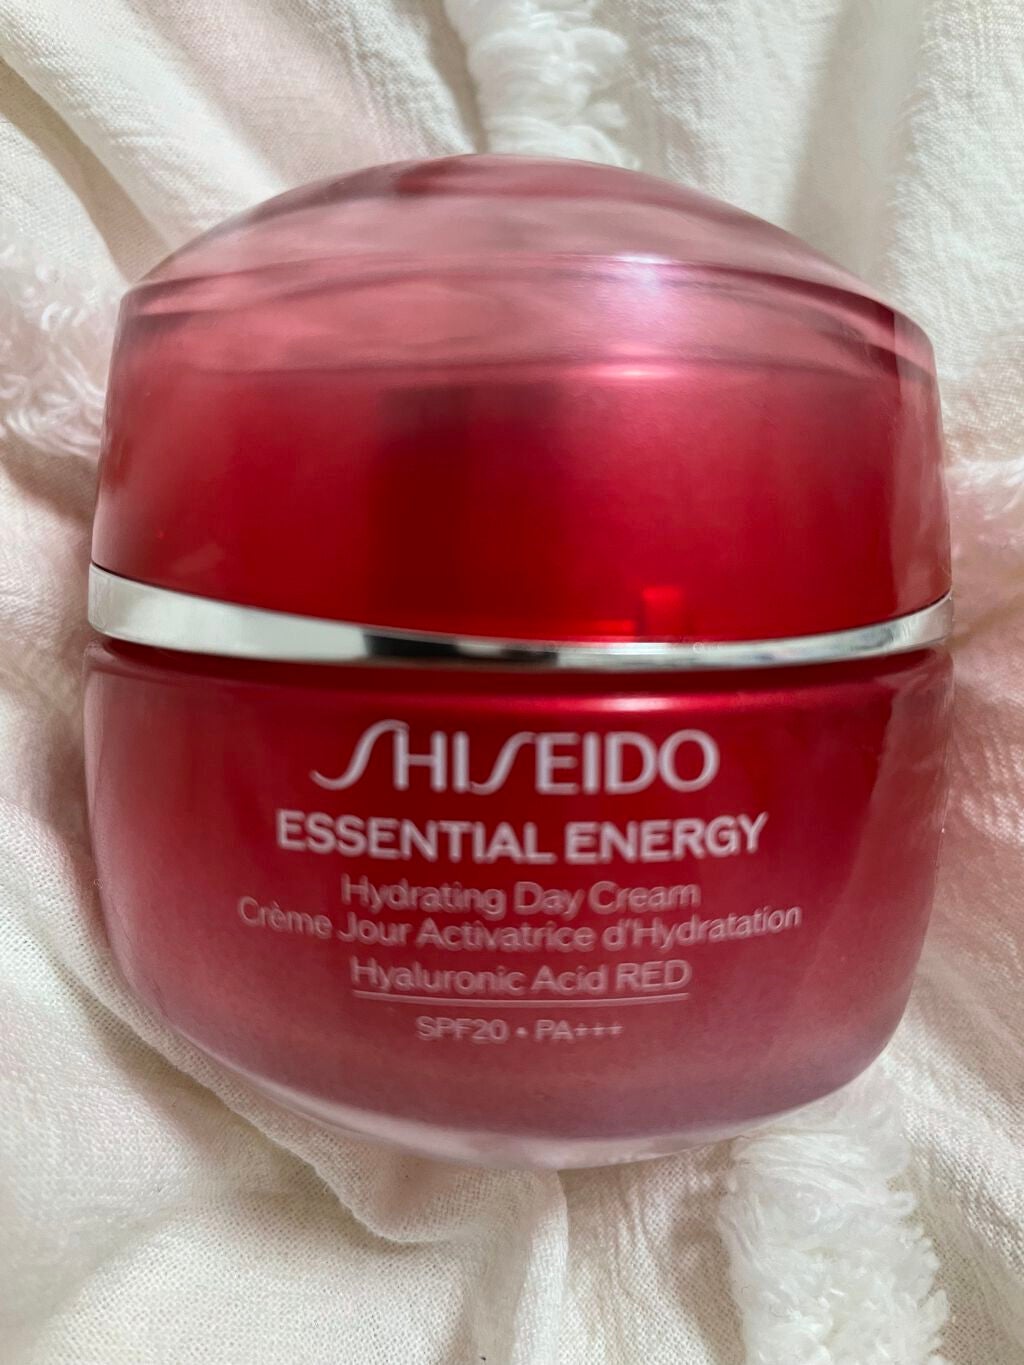 SHISEIDO
ESSENTIAL ENERGY
Hydrating Day Cream
Crème Jour Activatrice d'Hydratation
Hyaluronic Acid RED
SPF20 • PA+++